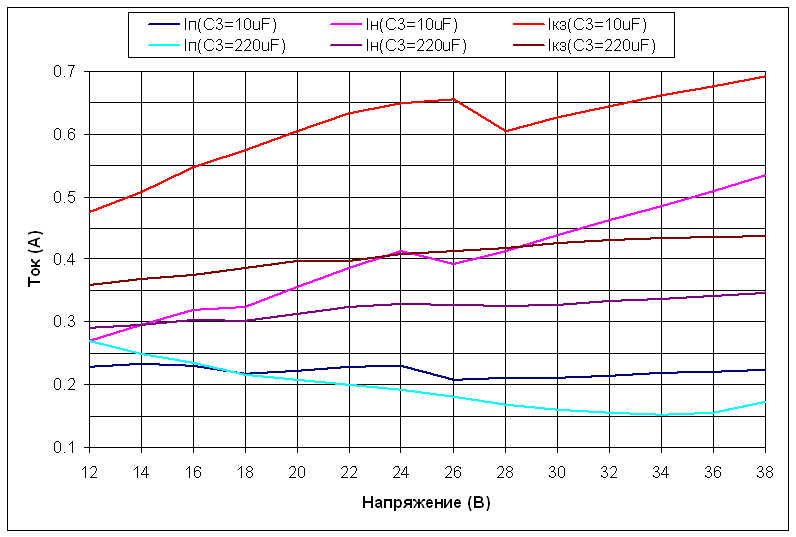 Iп(C3=10uF) Iн(C3=10uF) Iкз(C3=10uF)
Iп(C3=220uF) Iн(C3=220uF) Iкз(C3=220uF)
0.7
0.6
0.5
0.4
0.3
0.2
0.1
Ток (А)
12 14 16 18 20 22 24 26 28 30 32 34 36 38
Напряжение (В)